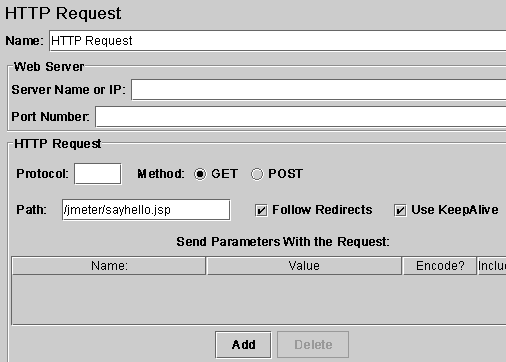 HTTP Request
Name: HTTP Request
Web Server
Server Name or IP:
Port Number:
HTTP Request
Protocol: Method: GET POST
Path: /jmeter/sayhello.jsp Follow Redirects Use KeepAlive
Send Parameters With the Request:
Name: Value Encode? Inclu
Add Delete